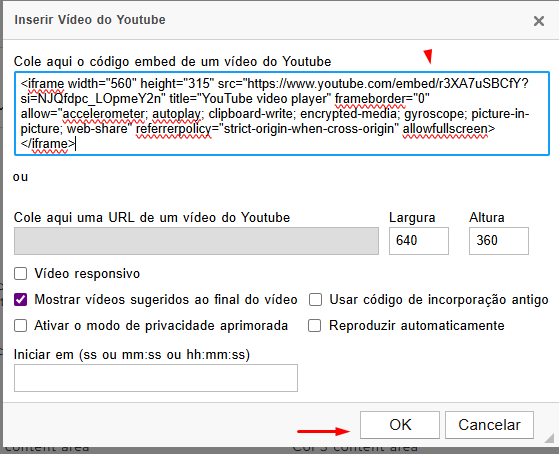 Inserir Vídeo do Youtube
Cole aqui o código embed de um vídeo do Youtube
<iframe width="560" height="315" src="https://www.youtube.com/embed/r3XA7uSBCfY?
si=NJQfdpc_LOpmeY2n" title="YouTube video player" frameborder="0"
allow="accelerometer; autoplay; clipboard-write; encrypted-media; gyroscope; picture-in-
picture; web-share" referrerpolicy="strict-origin-when-cross-origin" allowfullscreen>
</iframe>
ou
Cole aqui uma URL de um vídeo do Youtube Largura Altura
640 360
Vídeo responsivo
Mostrar vídeos sugeridos ao final do vídeo Usar código de incorporação antigo
Ativar o modo de privacidade aprimorada Reproduzir automaticamente
Iniciar em (ss ou mm:ss ou hh:mm:ss)
OK Cancelar